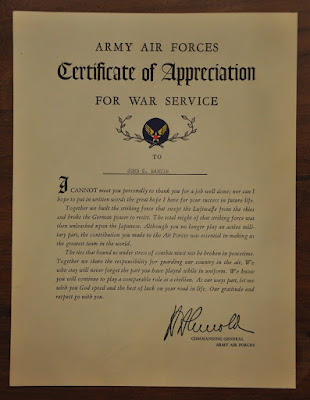 ARMY AIR FORCES
Certificate of Appreciation
FOR WAR SERVICE
TO
I CANNOT meet you personally to thank you for a job well done; nor can I
hope to put in written words the great hope I have for your success in future life.
Together we built the striking force that swept the Luftwaffe from the skies
and broke the German power to resist. The total might of that striking force was
then unleashed upon the Japanese. Although you no longer play an active mili-
tary part, the contribution you made to the Air Forces was essential in making us
the greatest team in the world.
The ties that bound us under stress of combat must not be broken in peacetime.
Together we share the responsibility for guarding our country in the air. We
who stay will never forget the part you have played while in uniform. We know
you will continue to play a comparable role as a civilian. As our ways part, let me
wish you God speed and the best of luck on your road in life. Our gratitude and
respect go with you.
H H Arnold
COMMANDING GENERAL
ARMY AIR FORCES